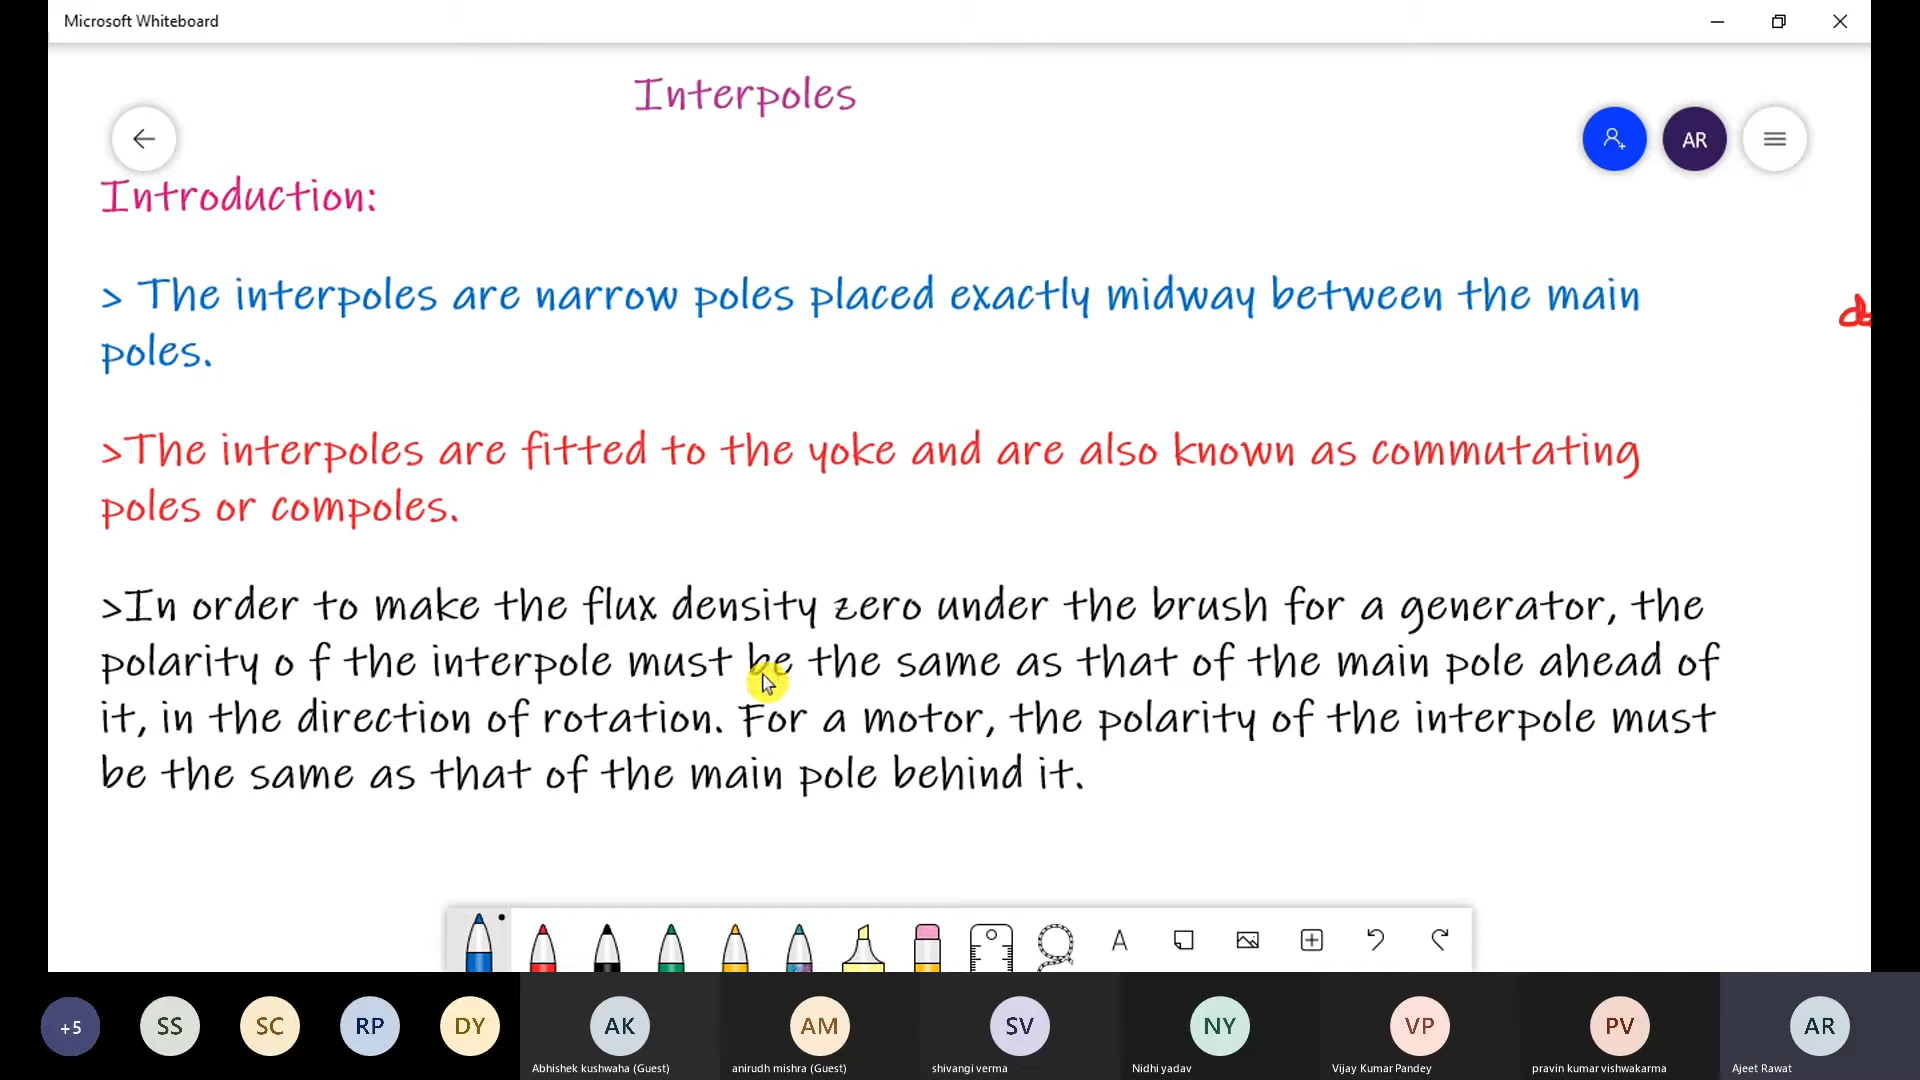 Microsoft Whiteboard
Interpoles
AR
Introduction:
> The interpoles are narrow poles placed exactly midway between the main
poles.
>The interpoles are fitted to the yoke and are also known as commutating
poles or compoles.
>In order to make the flux density zero under the brush for a generator, the
polarity o f the interpole must be the same as that of the main pole ahead of
it, in the direction of rotation. For a motor, the polarity of the interpole must
be the same as that of the main pole behind it.
A
+5 SS SC RP DY AK AM SV NY VP PV AR
Abhishek kushwaha (Guest) anirudh mishra (Guest) shivangi verma Nidhi yadav Vijay Kumar Pandey pravin kumar vishwakarma Ajeet Rawat